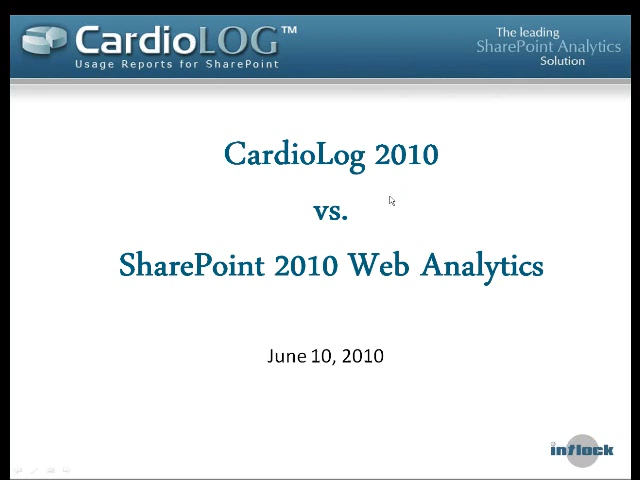 CardioLOG™
Usage Reports for SharePoint
The leading
SharePoint Analytics
Solution
CardioLog 2010
vs.
SharePoint 2010 Web Analytics
June 10, 2010
intlock